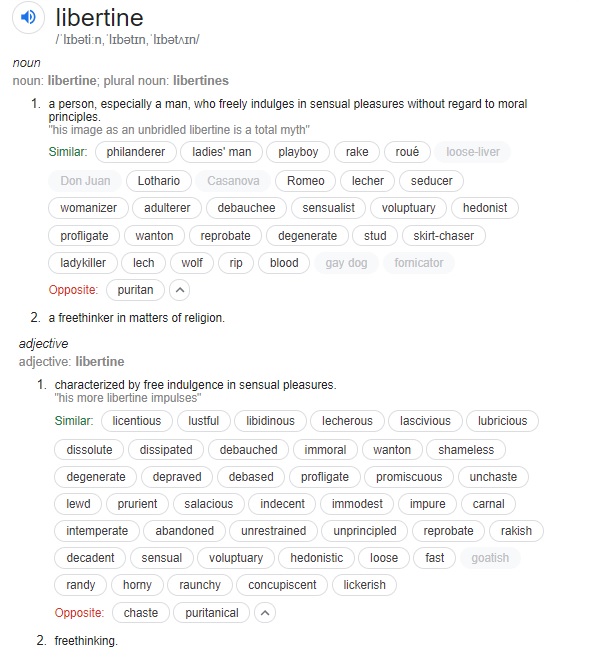 libertine
/ˈlɪbətiːn,ˈlɪbətɪn,ˈlɪbətʌɪn/
noun
noun: libertine; plural noun: libertines
1. a person, especially a man, who freely indulges in sensual pleasures without regard to moral
principles.
"his image as an unbridled libertine is a total myth"
Similar: philanderer ladies' man playboy rake roué loose-liver
Don Juan Lothario Casanova Romeo lecher seducer
womanizer adulterer debauchee sensualist voluptuary hedonist
profligate wanton reprobate degenerate stud skirt-chaser
ladykiller lech wolf rip blood gay dog fornicator
Opposite: puritan
2. a freethinker in matters of religion.
adjective
adjective: libertine
1. characterized by free indulgence in sensual pleasures.
"his more libertine impulses"
Similar: licentious lustful libidinous lecherous lascivious lubricious
dissolute dissipated debauched immoral wanton shameless
degenerate depraved debased profligate promiscuous unchaste
lewd prurient salacious indecent immodest impure carnal
intemperate abandoned unrestrained unprincipled reprobate rakish
decadent sensual voluptuary hedonistic loose fast goatish
randy horny raunchy concupiscent lickerish
Opposite: chaste puritanical
2. freethinking.